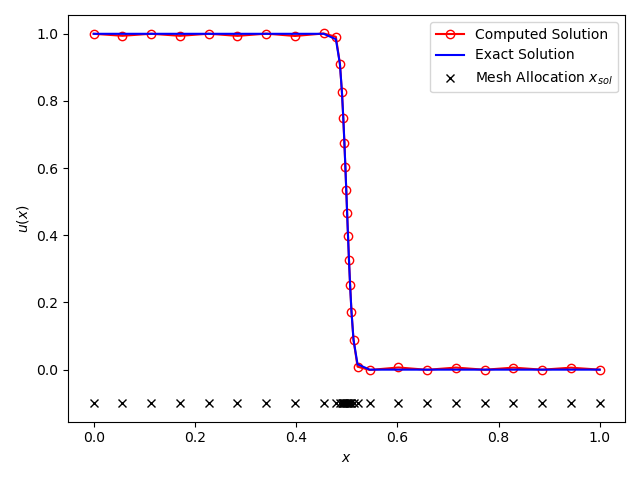 Computed Solution
Exact Solution
Mesh Allocation x_sol
u(x)
1.0
0.8
0.6
0.4
0.2
0.0
0.0 0.2 0.4 0.6 0.8 1.0
x